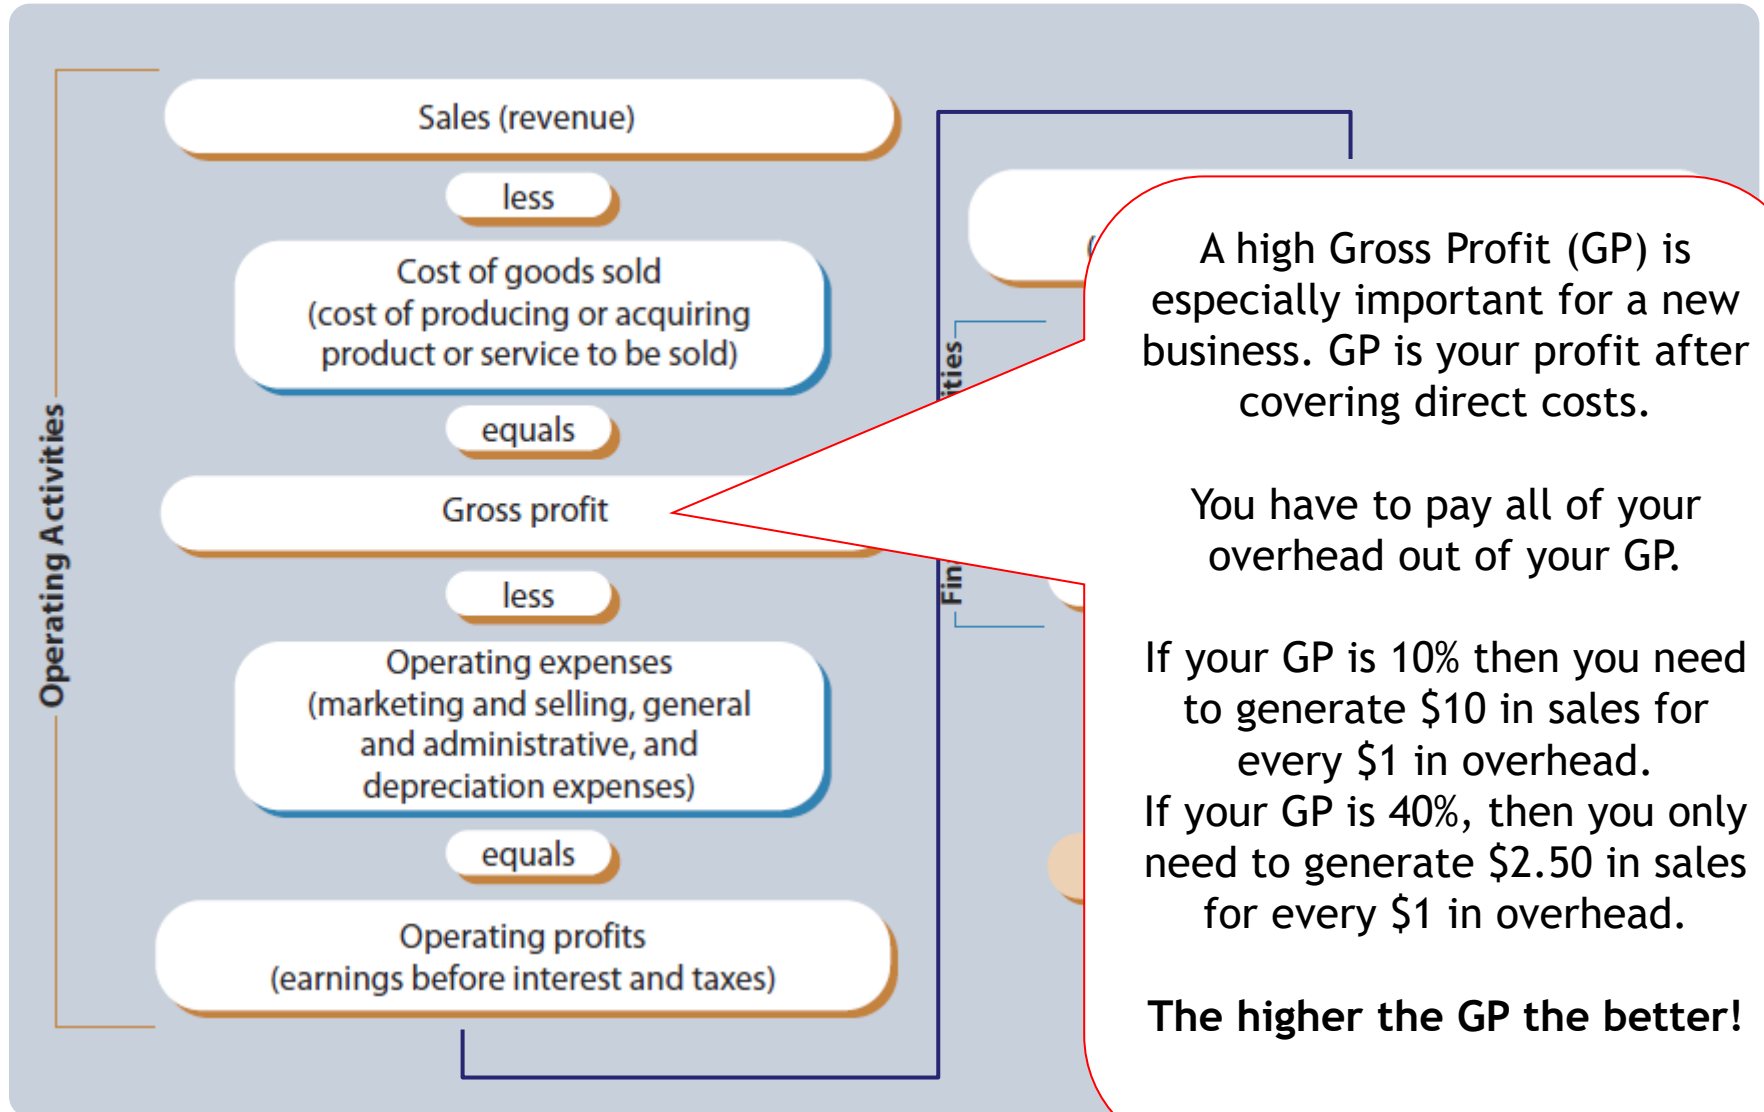 Sales (revenue)
less
Cost of goods sold
(cost of producing or acquiring
product or service to be sold)
equals
Gross profit
less
Operating expenses
(marketing and selling, general
and administrative, and
depreciation expenses)
equals
Operating profits
(earnings before interest and taxes)
Operating Activities
A high Gross Profit (GP) is
especially important for a new
business. GP is your profit after
covering direct costs.
You have to pay all of your
overhead out of your GP.
If your GP is 10% then you need
to generate $10 in sales for
every $1 in overhead.
If your GP is 40%, then you only
need to generate $2.50 in sales
for every $1 in overhead.
The higher the GP the better!